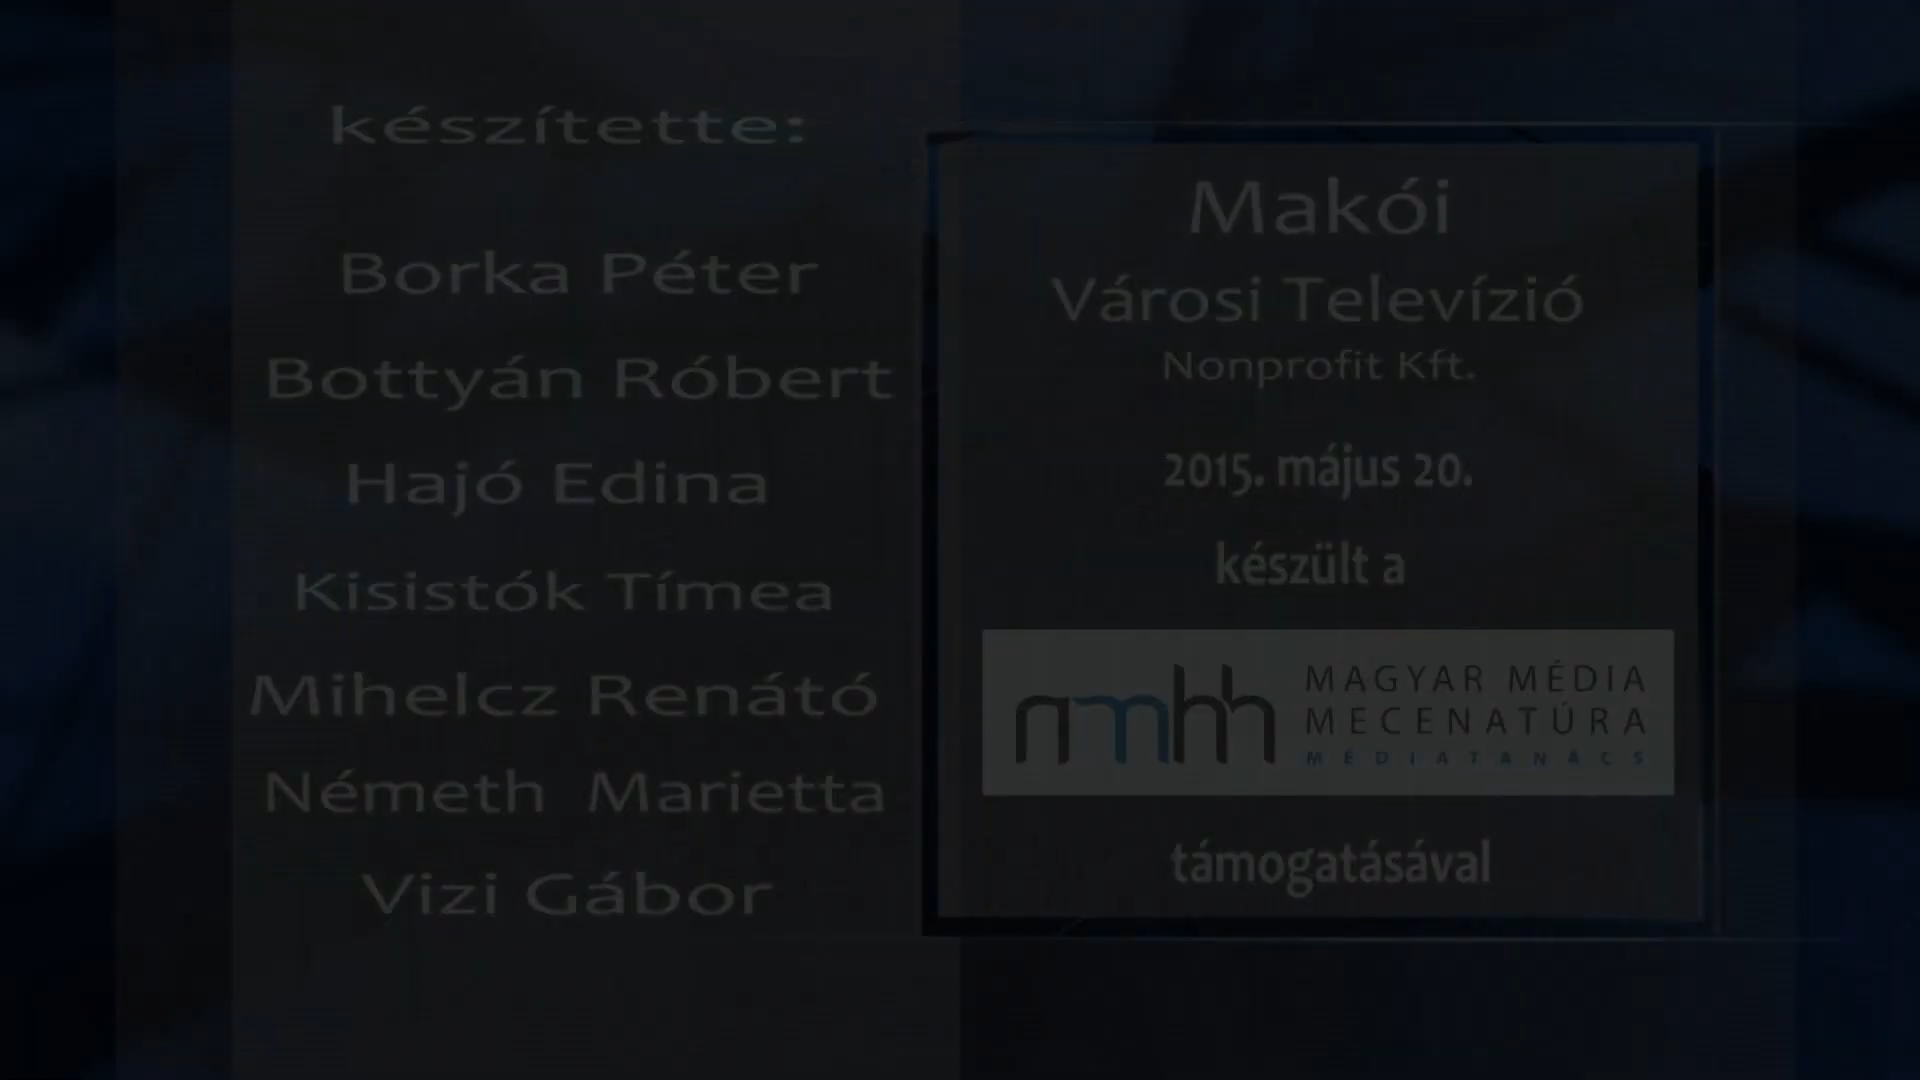 készítette:
Borka Péter
Bottyán Róbert
Hajó Edina
Kisistók Tímea
Mihelcz Renátó
Németh Marietta
Vizi Gábor
Makói
Városi Televízió
Nonprofit Kft.
2015. május 20.
készült a
nmhh
MAGYAR MÉDIA
MECENATÚRA
MÉDIATANÁCS
támogatásával